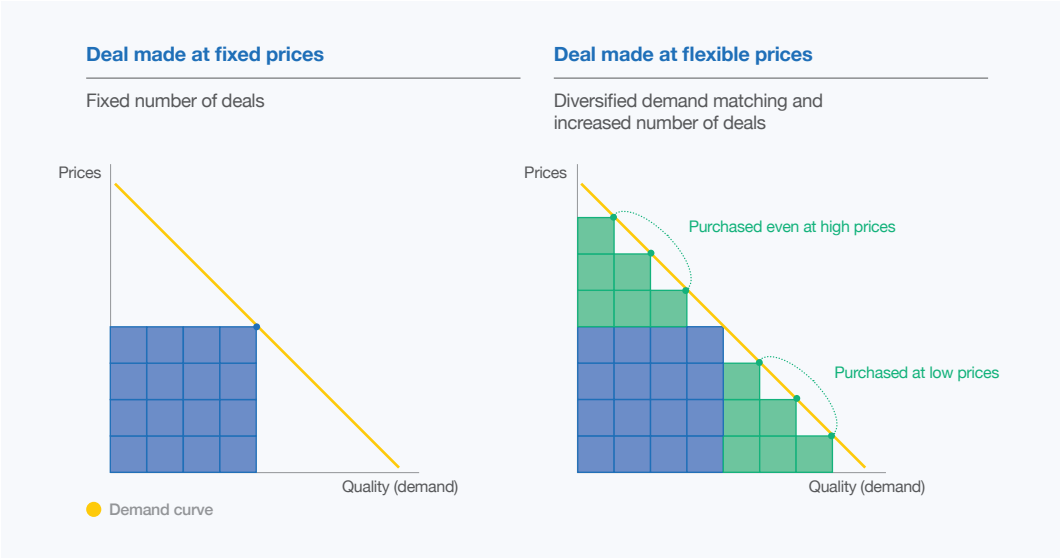 Deal made at fixed prices
Fixed number of deals
Prices
Quality (demand)
Demand curve
Deal made at flexible prices
Diversified demand matching and
increased number of deals
Prices
Purchased even at high prices
Purchased at low prices
Quality (demand)